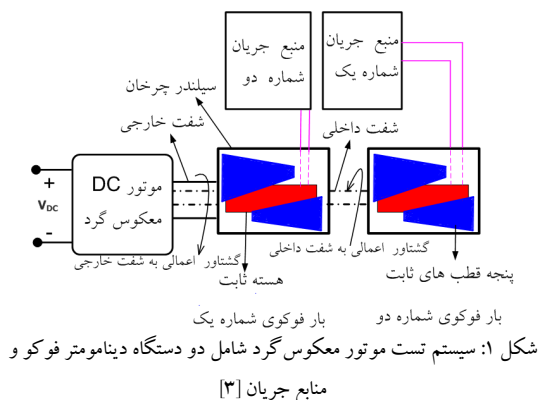 منبع جریان
شماره دو
منبع جریان
شماره یک
سیلندر چرخان
شفت خارجی
شفت داخلی
+
VDC
-
موتور DC
معکوس گرد
گشتاور اعمالی به شفت خارجی
گشتاور اعمالی به شفت داخلی
هسته ثابت
پنجه قطب های ثابت
بار فوکوی شماره یک
بار فوکوی شماره دو
شکل ۱: سیستم تست موتور معکوس گرد شامل دو دستگاه دینامومتر فوکو و
منابع جریان [۳]